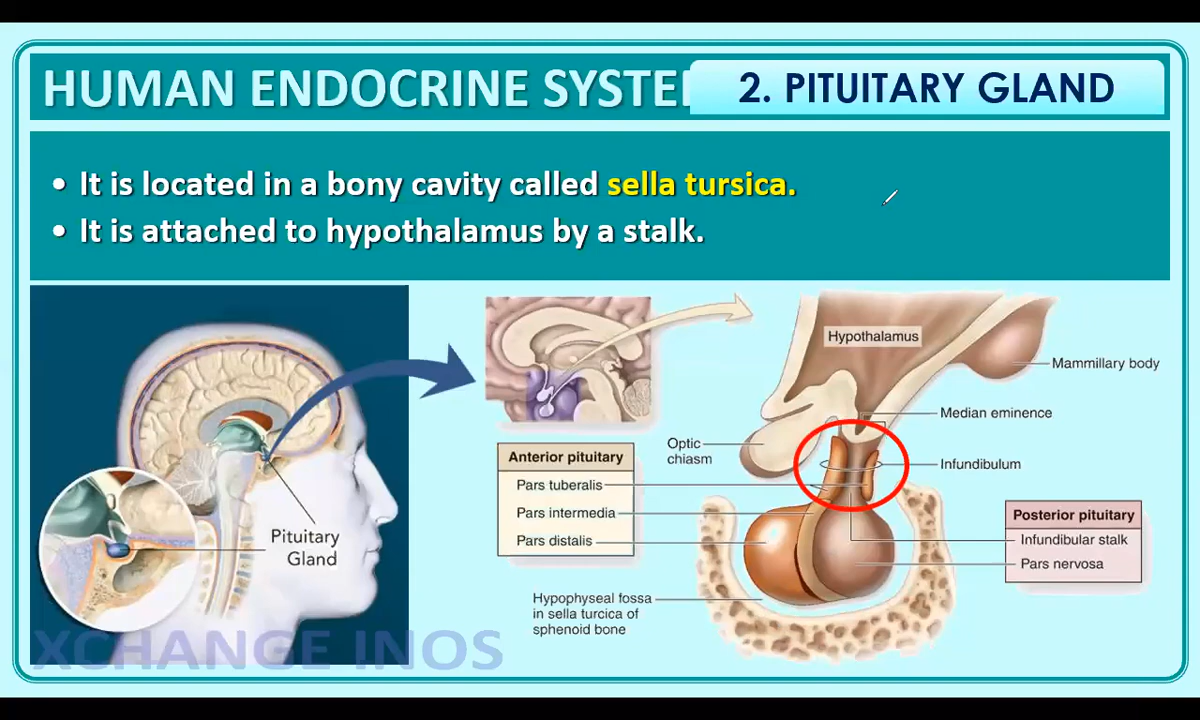 HUMAN ENDOCRINE SYSTE
2. PITUITARY GLAND
• It is located in a bony cavity called sella tursica.
• It is attached to hypothalamus by a stalk.
Pituitary
Gland
Hypothalamus
Mammillary body
Median eminence
Optic
chiasm
Infundibulum
Anterior pituitary
Pars tuberalis
Pars intermedia
Pars distalis
Posterior pituitary
Infundibular stalk
Pars nervosa
Hypophyseal fossa
in sella turcica of
sphenoid bone
XCHANGE INOS